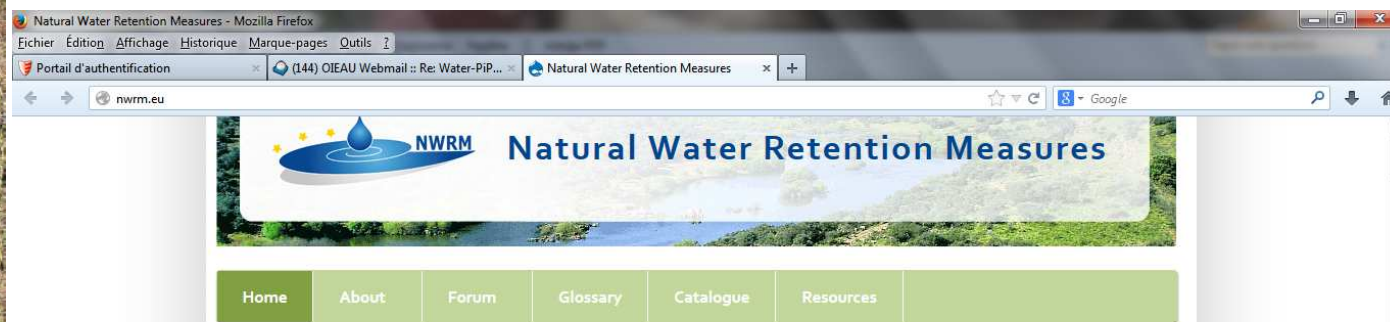 Natural Water Retention Measures - Mozilla Firefox
Fichier Édition Affichage Historique Marque-pages Outils ?
Portail d'authentification × (144) OIEAU Webmail :: Re: Water-PiP... × Natural Water Retention Measures × +
nwrm.eu Google
NWRM Natural Water Retention Measures
Home About Forum Glossary Catalogue Resources